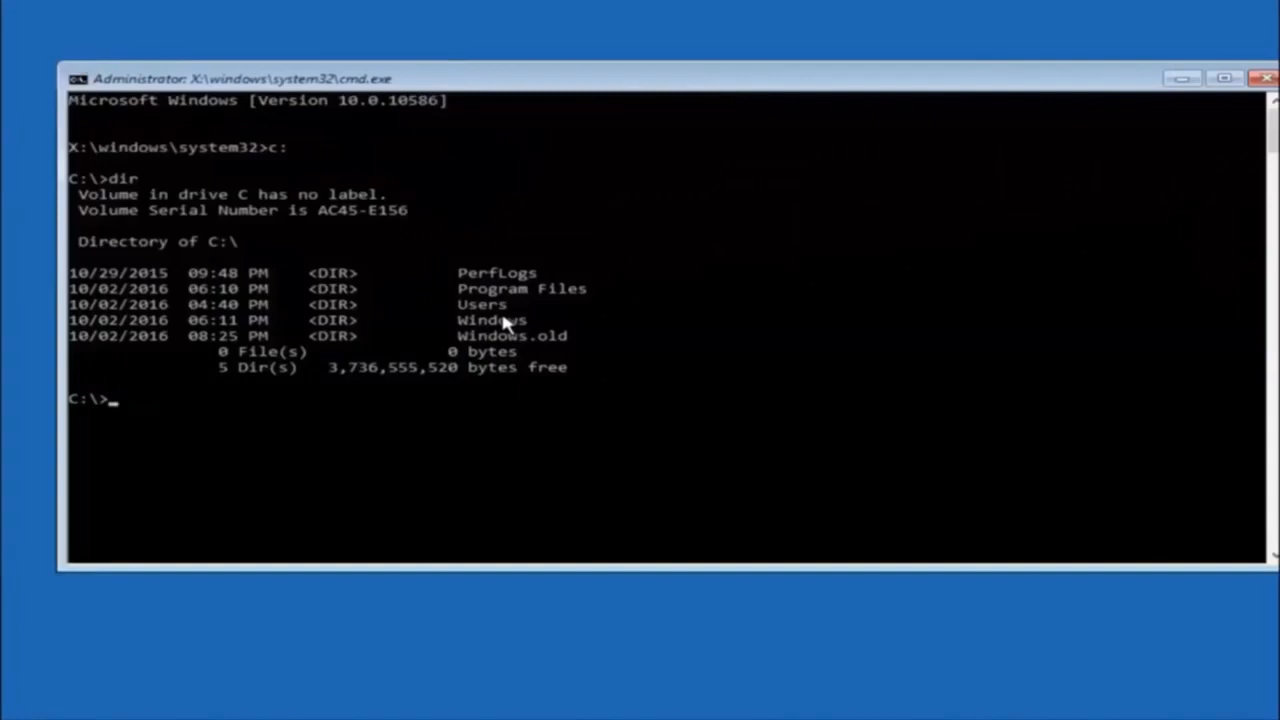 Administrator: X:\windows\system32\cmd.exe
Microsoft Windows [Version 10.0.10586]
X:\windows\system32>c:
C:\>dir
Volume in drive C has no label.
Volume Serial Number is AC45-E156
Directory of C:\
10/29/2015 09:48 PM <DIR> PerfLogs
10/02/2016 06:10 PM <DIR> Program Files
10/02/2016 04:40 PM <DIR> Users
10/02/2016 06:11 PM <DIR> Windows
10/02/2016 08:25 PM <DIR> Windows.old
0 File(s) 0 bytes
5 Dir(s) 3,736,555,520 bytes free
C:\>_